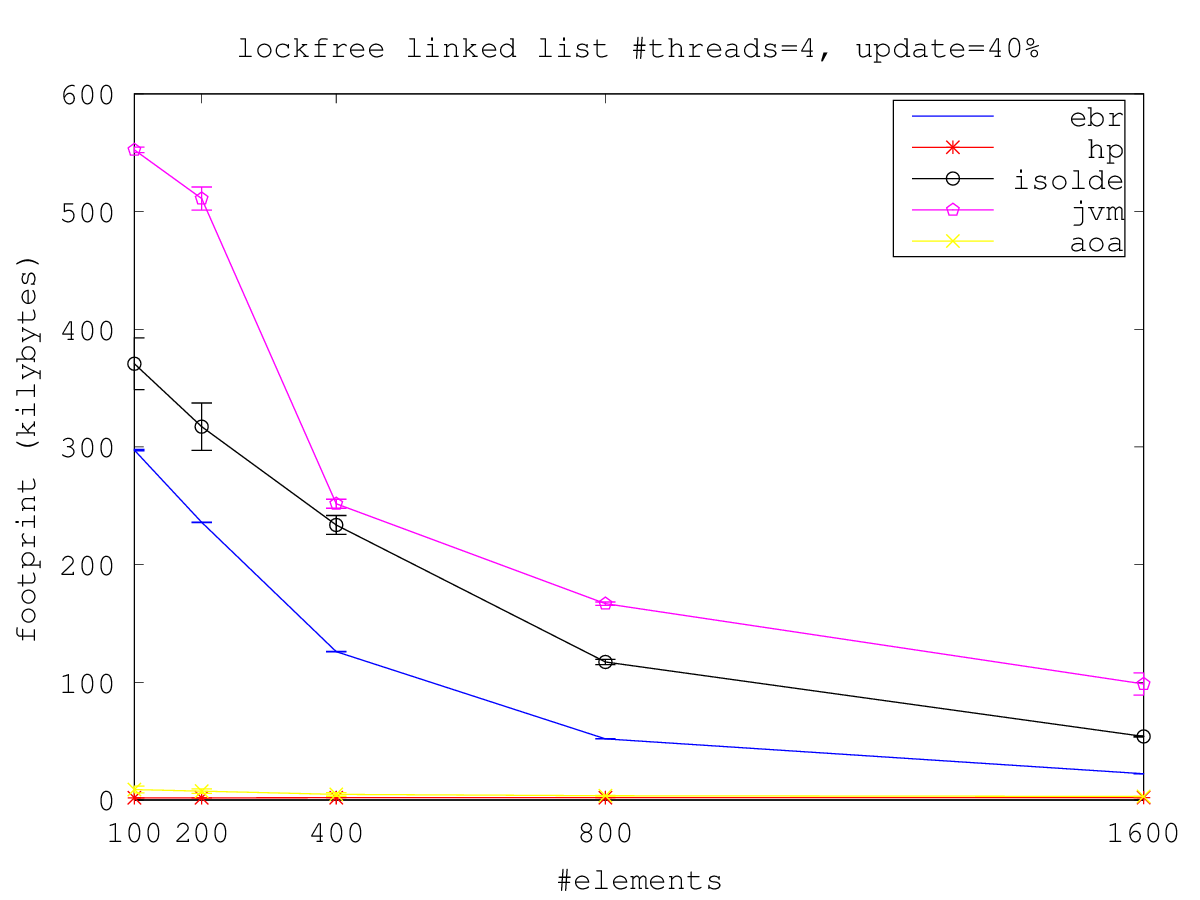 lockfree linked list #threads=4, update=40%
footprint (kilybytes)
600
500
400
300
200
100
0
ebr
hp
isolde
jvm
aoa
100 200 400 800 1600
#elements